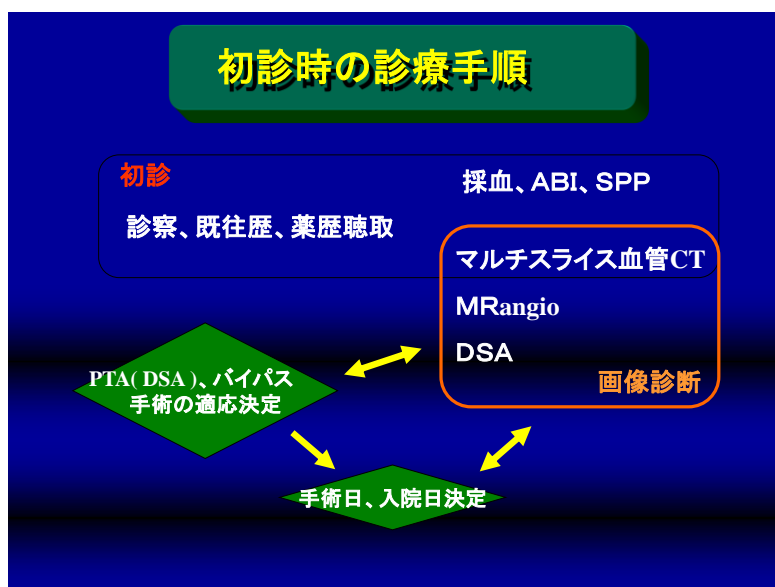 初診時の診療手順
初診
採血、ABI、SPP
診察、既往歴、薬歴聴取
マルチスライス血管CT
MRangio
DSA
画像診断
PTA( DSA )、バイパス
手術の適応決定
手術日、入院日決定